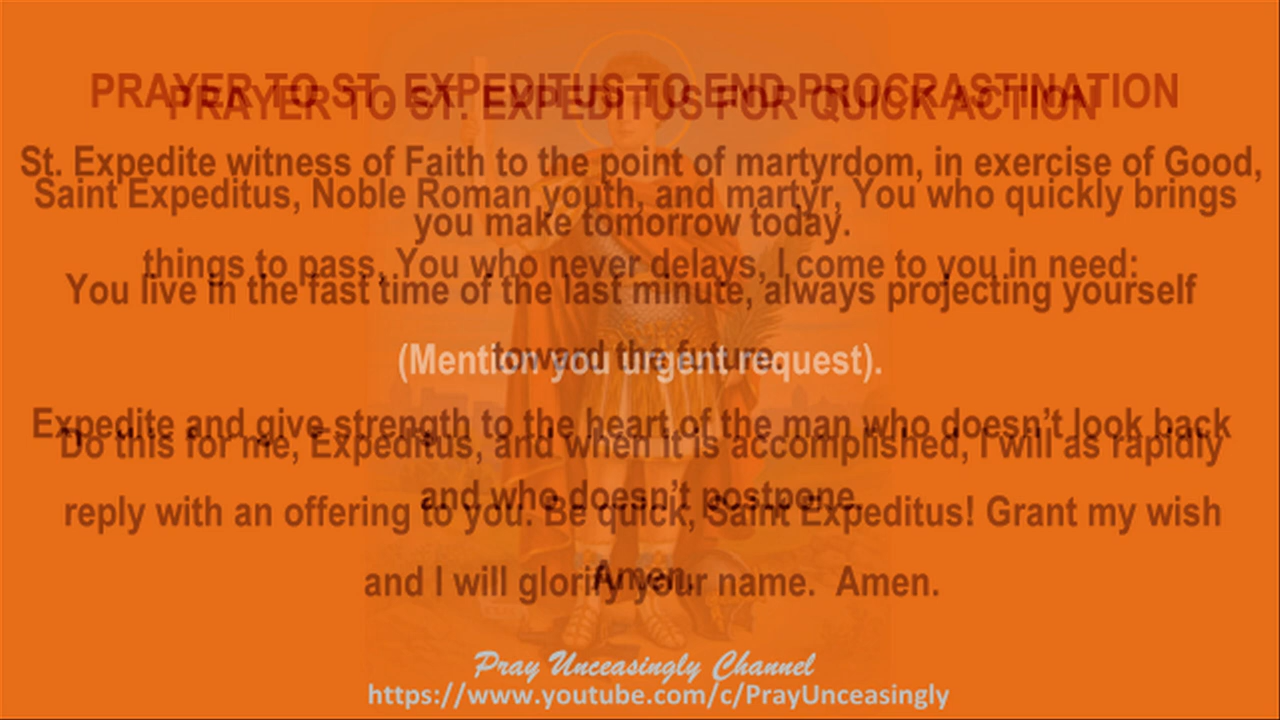 PRAYER TO ST. EXPEDITUS TO END PROCRASTINATION
PRAYER TO ST. EXPEDITUS FOR QUICK ACTION
St. Expedite witness of Faith to the point of martyrdom, in exercise of Good,
Saint Expeditus, Noble Roman youth, and martyr, You who quickly brings
you make tomorrow today.
things to pass, You who never delays, I come to you in need:
You live in the fast time of the last minute, always projecting yourself
toward the future.
(Mention you urgent request).
Expedite and give strength to the heart of the man who doesn't look back
Do this for me, Expeditus, and when it is accomplished, I will as rapidly
and who doesn't postpone.
reply with an offering to you. Be quick, Saint Expeditus! Grant my wish
Amen.
and I will glorify your name. Amen.
Pray Unceasingly Channel
https://www.youtube.com/c/PrayUnceasingly